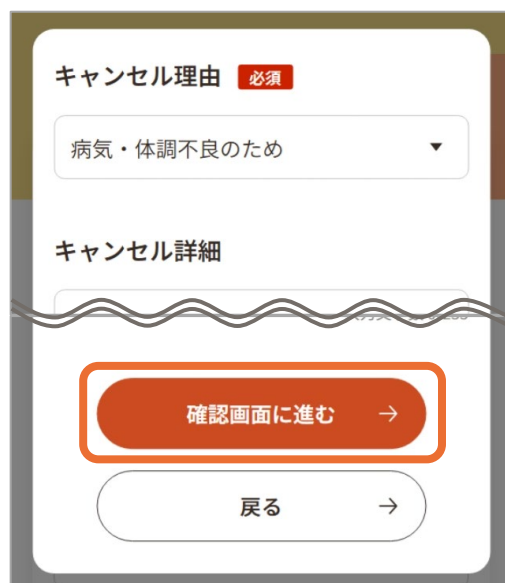 キャンセル理由 必須
病気・体調不良のため
キャンセル詳細
確認画面に進む
戻る